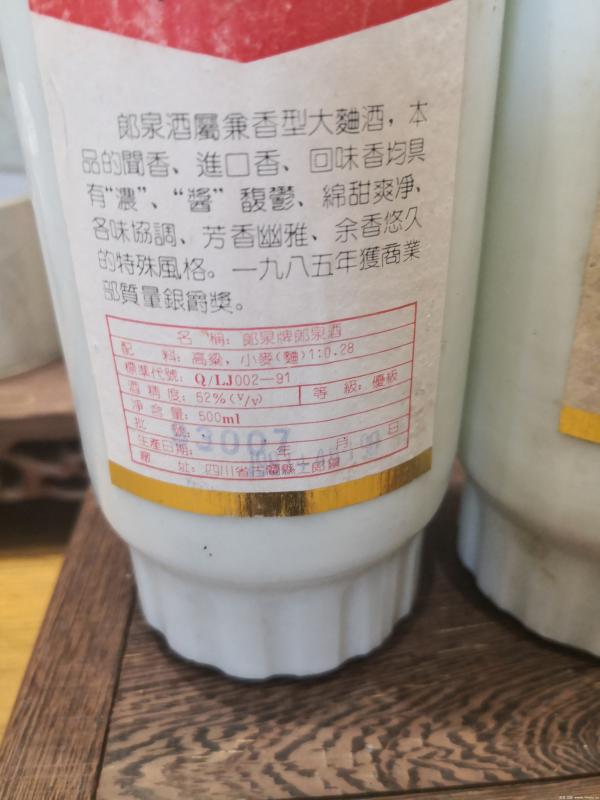 郎泉酒屬兼香型大麯酒，本
品的聞香、進口香、回味香均具
有“濃”、“醬”馥鬱、綿甜爽净、
各味協調、芳香幽雅、余香悠久
的特殊風格。一九八五年獲商業
部質量銀爵獎。
名 稱：郎泉牌郎泉酒
配 料：高粱，小麥(麯)1:0.28
標準代號：Q/LJ002—91
酒精度：52%(v/v) 等 級：優級
淨含量：500ml
批 號：
生產日期： 年 月 日
廠 址：四川省古藺縣二郎鎮